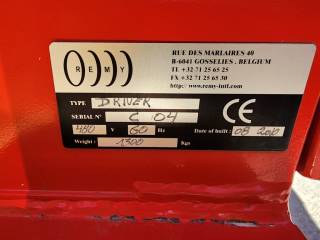 REMY
RUE DES MARLAIRES 40
B-6041 GOSSELIES . BELGIUM
TE +32 71 25 65 25
FX +32 71 25 65 30
http://www.remy-intl.com
TYPE DRIVER
SERIAL N° C 04
480 V 60 Hz Date of built : 08 2010
Weight : 1300 Kgs
CE